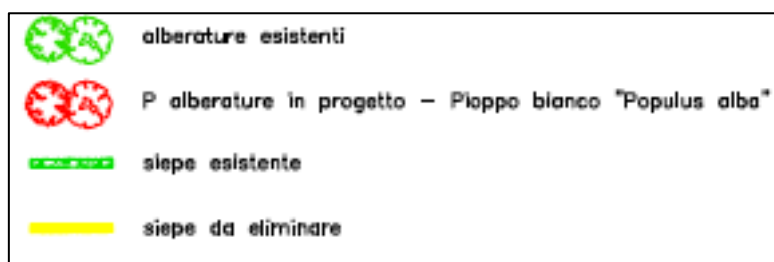 alberature esistenti
P alberature in progetto – Pioppo bianco "Populus alba"
siepe esistente
siepe da eliminare